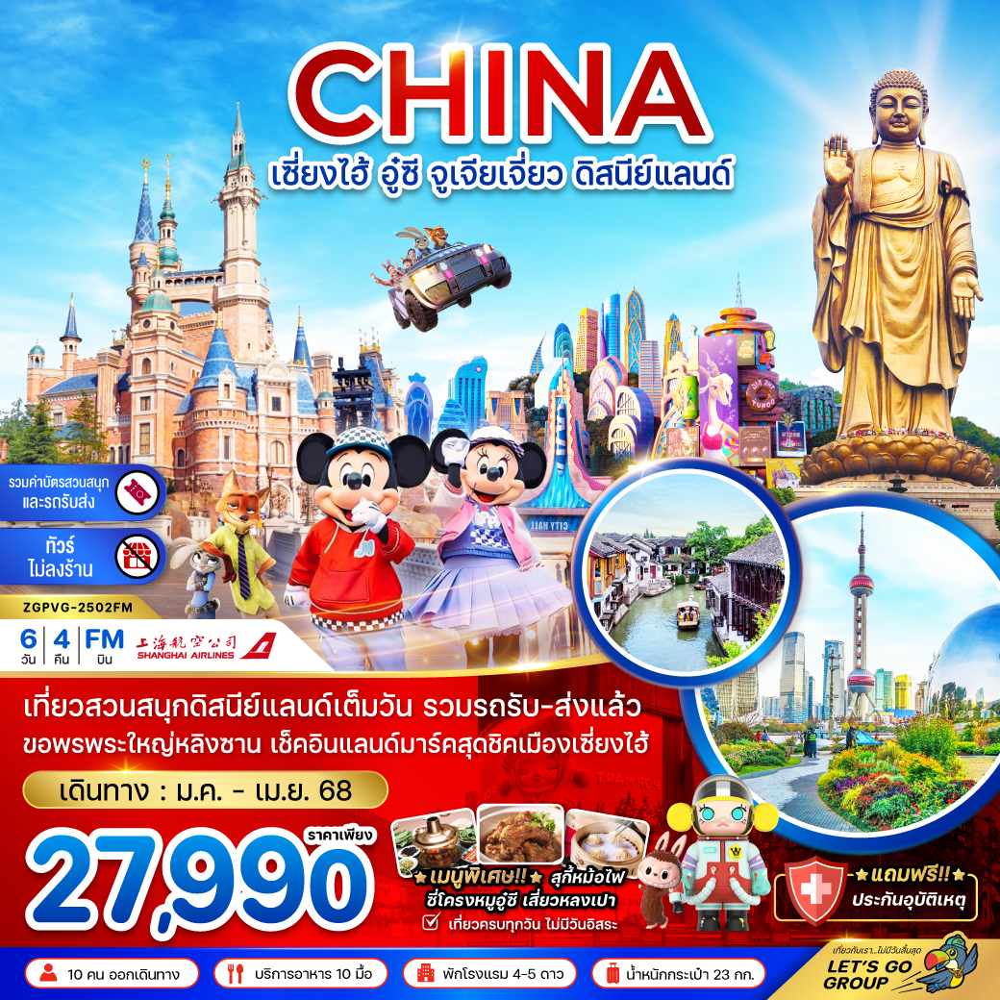 CHINA
เซี่ยงไฮ้ อู๋ซี จูเจียเจี่ยว ดิสนีย์แลนด์
รวมค่าบัตรสวนสนุก
และรถรับส่ง
ทัวร์
ไม่ลงร้าน
THE BIG
DONUT
CITY HALL
ZGPVG-2502FM
6 วัน
4 คืน
FM บิน
上海航空公司
SHANGHAI AIRLINES
เที่ยวสวนสนุกดิสนีย์แลนด์เต็มวัน รวมรถรับ-ส่งแล้ว
ขอพรพระใหญ่หลิงซาน เช็คอินแลนด์มาร์คสุดชิคเมืองเซี่ยงไฮ้
เดินทาง : ม.ค. - เม.ย. 68
POP MART
ราคาเพียง
27,990
เมนูพิเศษ!! สุกี้หม้อไฟ
ซี่โครงหมูอู๋ซี เสี่ยวหลงเปา
เที่ยวครบทุกวัน ไม่มีวันอิสระ
แถมฟรี!!
ประกันอุบัติเหตุ
10 คน ออกเดินทาง
บริการอาหาร 10 มื้อ
พักโรงแรม 4-5 ดาว
น้ำหนักกระเป๋า 23 กก.
เที่ยวกับเรา...ไม่มีวันสิ้นสุด
LET'S GO
GROUP